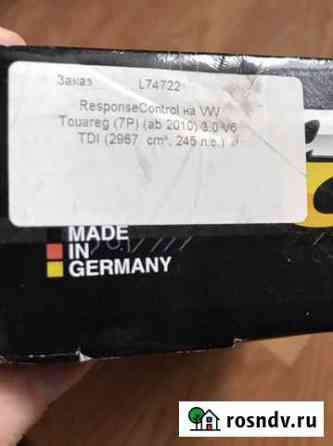 Заказ L74722
ResponseControl на VW
Touareg (7P) (ab 2010) 3.0 V6
TDI (2967 cm³, 245 л.с.)
MADE
IN
GERMANY
rosndv.ru